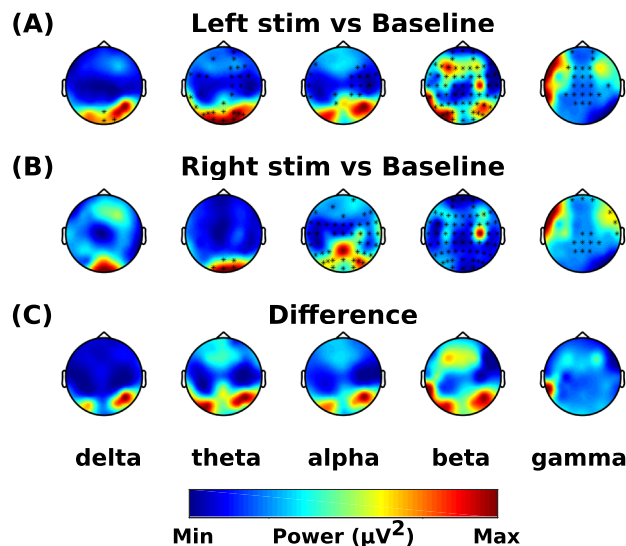 (A) Left stim vs Baseline
(B) Right stim vs Baseline
(C) Difference
delta theta alpha beta gamma
Min Power (μV²) Max